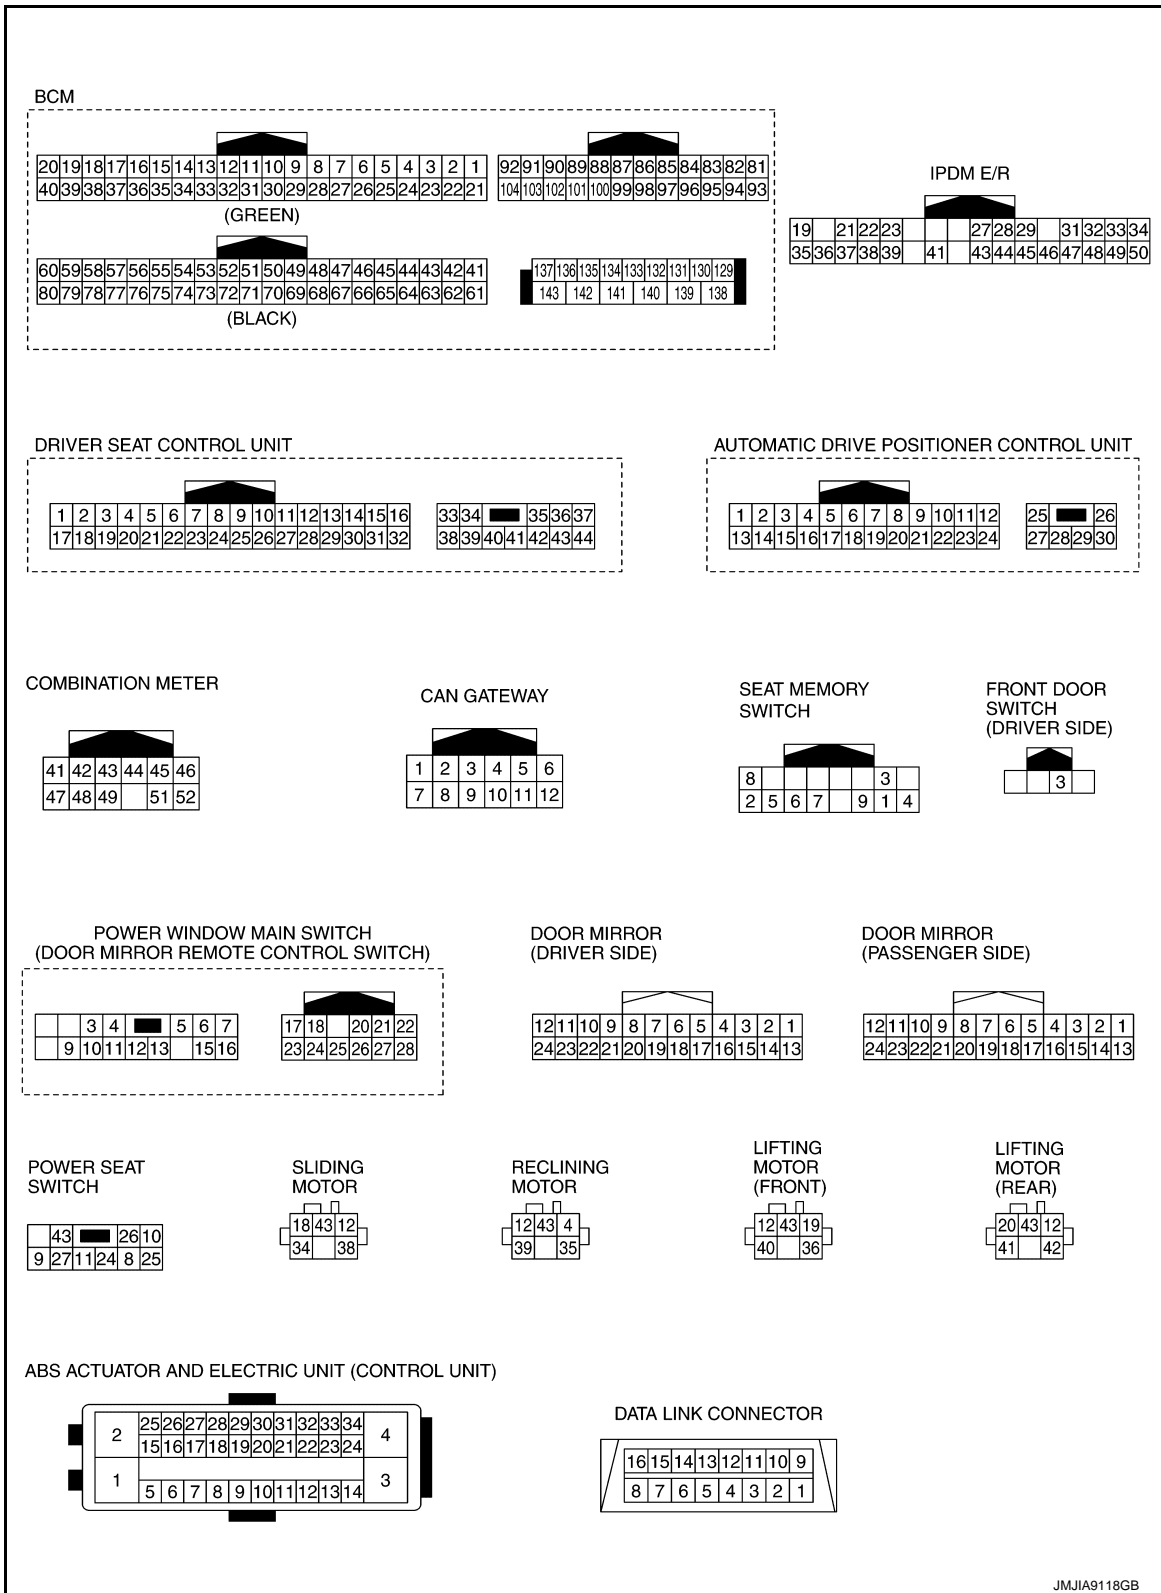 BCM
20 19 18 17 16 15 14 13 12 11 10 9 8 7 6 5 4 3 2 1
40 39 38 37 36 35 34 33 32 31 30 29 28 27 26 25 24 23 22 21
(GREEN)
60 59 58 57 56 55 54 53 52 51 50 49 48 47 46 45 44 43 42 41
80 79 78 77 76 75 74 73 72 71 70 69 68 67 66 65 64 63 62 61
(BLACK)
92 91 90 89 88 87 86 85 84 83 82 81
104 103 102 101 100 99 98 97 96 95 94 93
137 136 135 134 133 132 131 130 129
143 142 141 140 139 138
IPDM E/R
19 21 22 23 27 28 29 31 32 33 34
35 36 37 38 39 41 43 44 45 46 47 48 49 50
DRIVER SEAT CONTROL UNIT
1 2 3 4 5 6 7 8 9 10 11 12 13 14 15 16
17 18 19 20 21 22 23 24 25 26 27 28 29 30 31 32
33 34 35 36 37
38 39 40 41 42 43 44
AUTOMATIC DRIVE POSITIONER CONTROL UNIT
1 2 3 4 5 6 7 8 9 10 11 12
13 14 15 16 17 18 19 20 21 22 23 24
25 26
27 28 29 30
COMBINATION METER
41 42 43 44 45 46
47 48 49 51 52
CAN GATEWAY
1 2 3 4 5 6
7 8 9 10 11 12
SEAT MEMORY
SWITCH
8 3
2 5 6 7 9 1 4
FRONT DOOR
SWITCH
(DRIVER SIDE)
3
POWER WINDOW MAIN SWITCH
(DOOR MIRROR REMOTE CONTROL SWITCH)
3 4 5 6 7
9 10 11 12 13 15 16
17 18 20 21 22
23 24 25 26 27 28
DOOR MIRROR
(DRIVER SIDE)
12 11 10 9 8 7 6 5 4 3 2 1
24 23 22 21 20 19 18 17 16 15 14 13
DOOR MIRROR
(PASSENGER SIDE)
12 11 10 9 8 7 6 5 4 3 2 1
24 23 22 21 20 19 18 17 16 15 14 13
POWER SEAT
SWITCH
43 26 10
9 27 11 24 8 25
SLIDING
MOTOR
18 43 12
34 38
RECLINING
MOTOR
12 43 4
39 35
LIFTING
MOTOR
(FRONT)
12 43 19
40 36
LIFTING
MOTOR
(REAR)
20 43 12
41 42
ABS ACTUATOR AND ELECTRIC UNIT (CONTROL UNIT)
2 25 26 27 28 29 30 31 32 33 34 4
15 16 17 18 19 20 21 22 23 24
1 3
5 6 7 8 9 10 11 12 13 14
DATA LINK CONNECTOR
16 15 14 13 12 11 10 9
8 7 6 5 4 3 2 1
JMJIA9118GB